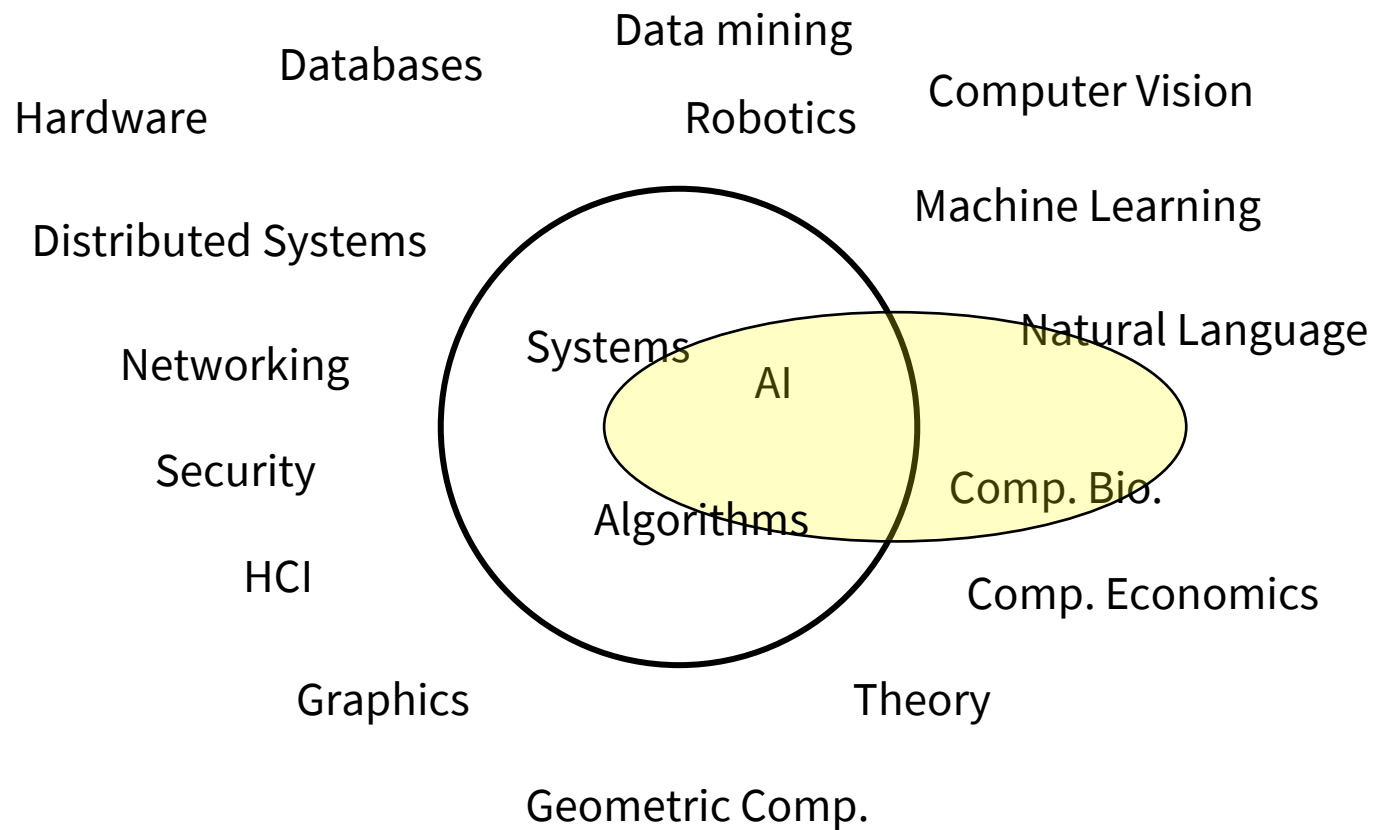 Data mining
Databases
Computer Vision
Hardware
Robotics
Machine Learning
Distributed Systems
Natural Language
Systems
Networking
AI
Security
Comp. Bio.
Algorithms
HCI
Comp. Economics
Graphics
Theory
Geometric Comp.